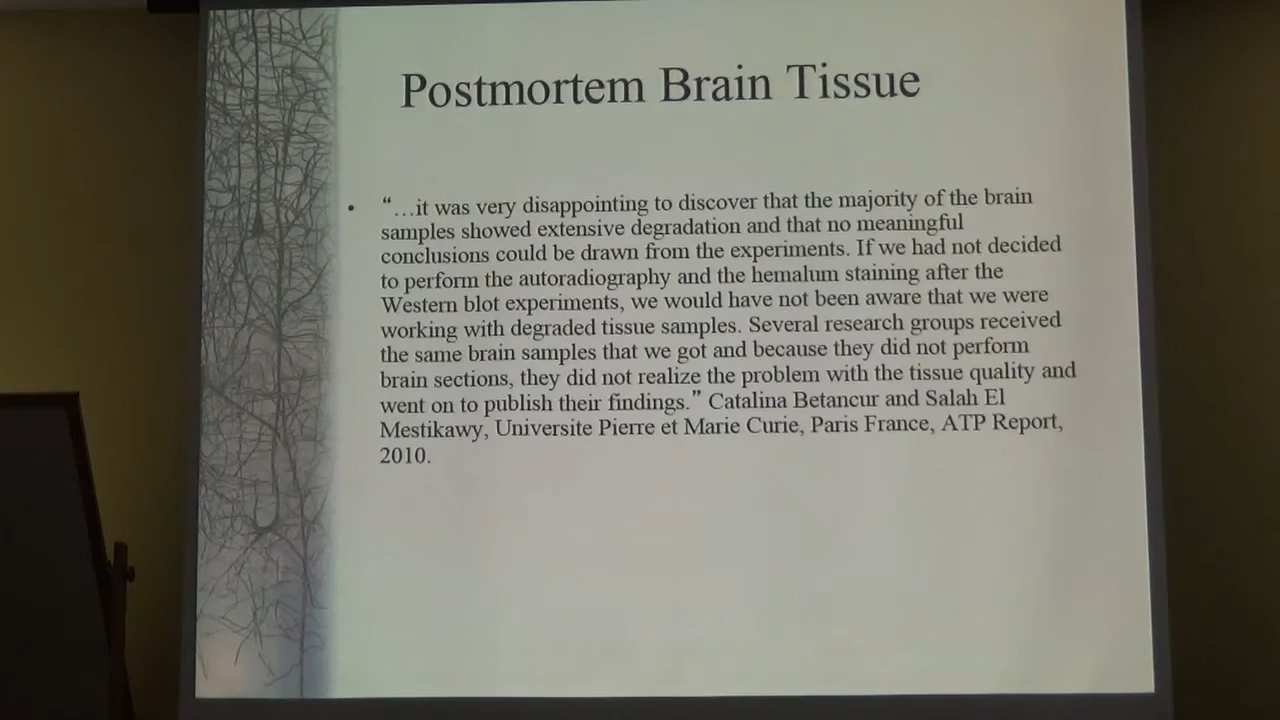 Postmortem Brain Tissue
• “…it was very disappointing to discover that the majority of the brain
samples showed extensive degradation and that no meaningful
conclusions could be drawn from the experiments. If we had not decided
to perform the autoradiography and the hemalum staining after the
Western blot experiments, we would have not been aware that we were
working with degraded tissue samples. Several research groups received
the same brain samples that we got and because they did not perform
brain sections, they did not realize the problem with the tissue quality and
went on to publish their findings.” Catalina Betancur and Salah El
Mestikawy, Universite Pierre et Marie Curie, Paris France, ATP Report,
2010.